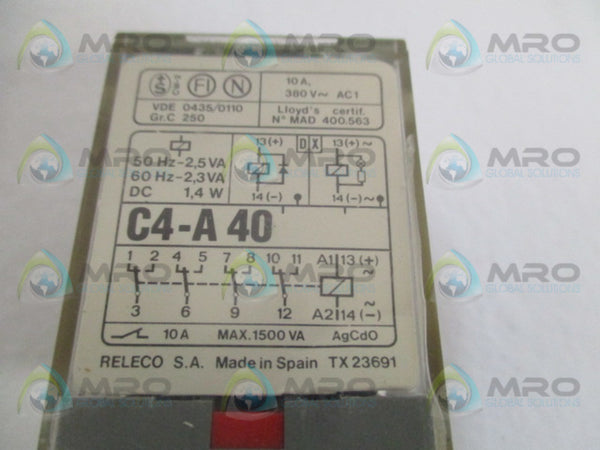 MRO
GLOBAL SOLUTIONS
S FI N
10 A,
380 V~ AC1
VDE 0435/0110
Gr.C 250
Lloyd's certif.
Nº MAD 400.563
50 Hz-2,5 VA
60 Hz-2,3 VA
DC 1,4 W
13(+) D X 13(+) ~
14(-) 14(-) ~
C4-A 40
1 2 4 5 7 8 10 11 A1 13(+)
~
~
3 6 9 12 A2 14(-)
10 A MAX. 1500 VA AgCdO
RELECO S.A. Made in Spain TX 23691